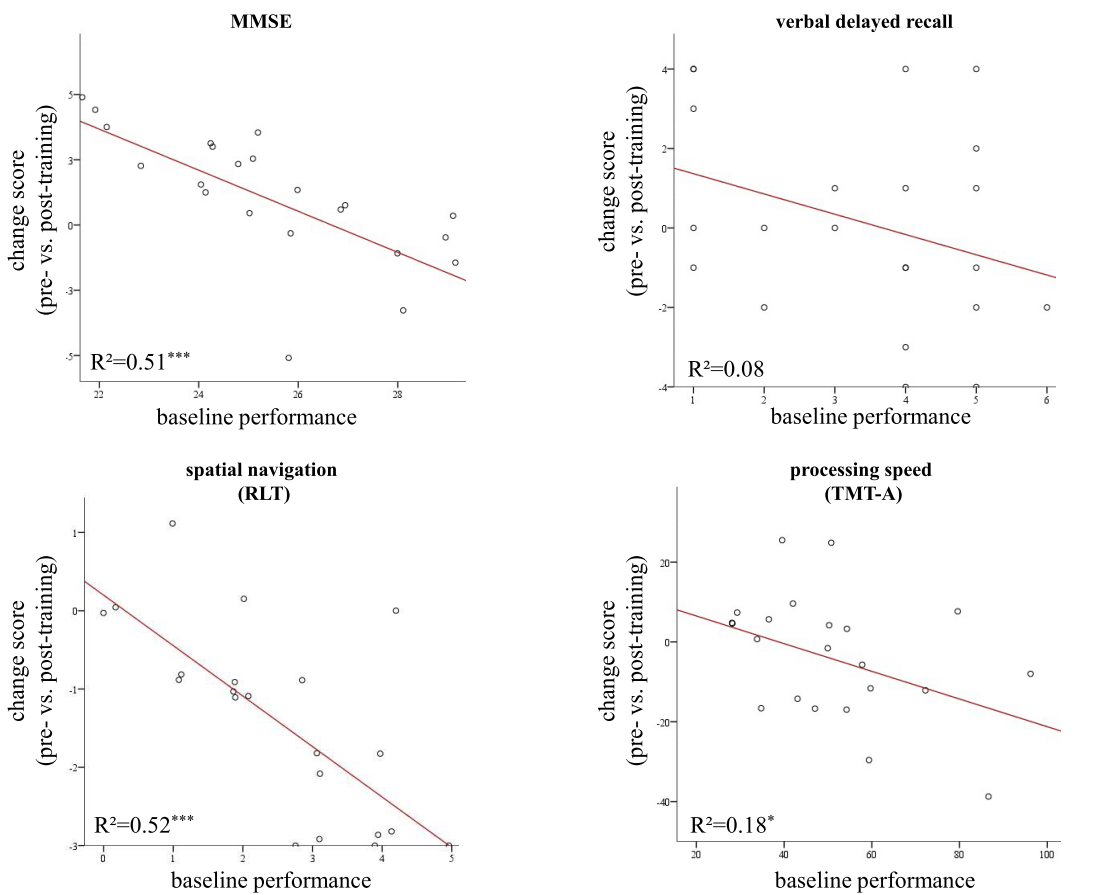 MMSE
5
3
0
-3
-5
22
24
26
28
change score
(pre- vs. post-training)
R²=0.51***
baseline performance
verbal delayed recall
4
2
0
-2
-4
1
2
3
4
5
6
change score
(pre- vs. post-training)
R²=0.08
baseline performance
spatial navigation
(RLT)
1
0
-1
-2
-3
0
1
2
3
4
5
change score
(pre- vs. post-training)
R²=0.52***
baseline performance
processing speed
(TMT-A)
20
0
-20
-40
20
40
60
80
100
change score
(pre- vs. post-training)
R²=0.18*
baseline performance